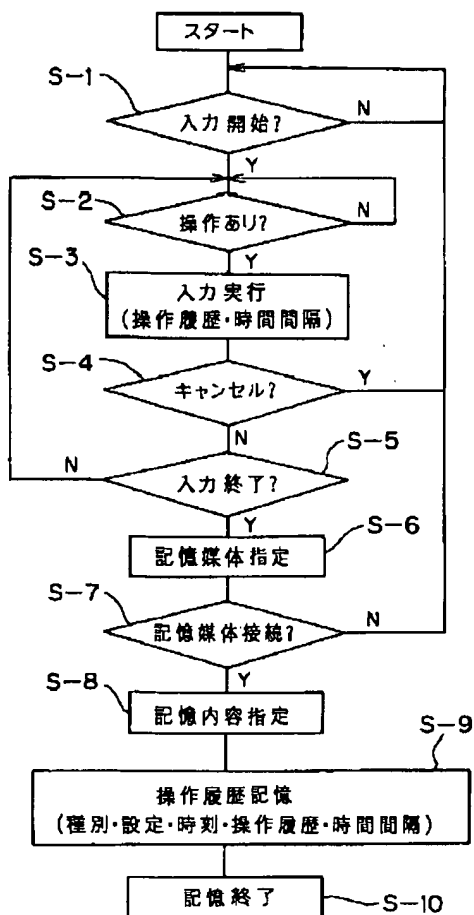 スタート
S-1
入力開始?
N
Y
S-2
操作あり?
N
Y
S-3
入力実行
(操作履歴・時間間隔)
S-4
キャンセル?
Y
N
S-5
N
入力終了?
Y
S-6
記憶媒体指定
S-7
記憶媒体接続?
N
Y
S-8
記憶内容指定
S-9
操作履歴記憶
(種別・設定・時刻・操作履歴・時間間隔)
記憶終了
S-10